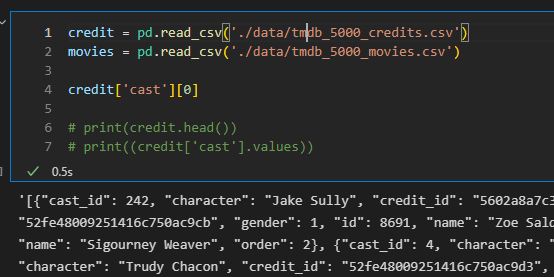 1 credit = pd.read_csv('./data/tmdb_5000_credits.csv')
2 movies = pd.read_csv('./data/tmdb_5000_movies.csv')
3
4 credit['cast'][0]
5
6 # print(credit.head())
7 # print((credit['cast'].values))
✓ 0.5s
'[{"cast_id": 242, "character": "Jake Sully", "credit_id": "5602a8a7c3
"52fe48009251416c750ac9cb", "gender": 1, "id": 8691, "name": "Zoe Sald
"name": "Sigourney Weaver", "order": 2}, {"cast_id": 4, "character": "
"character": "Trudy Chacon", "credit_id": "52fe48009251416c750ac9d3",